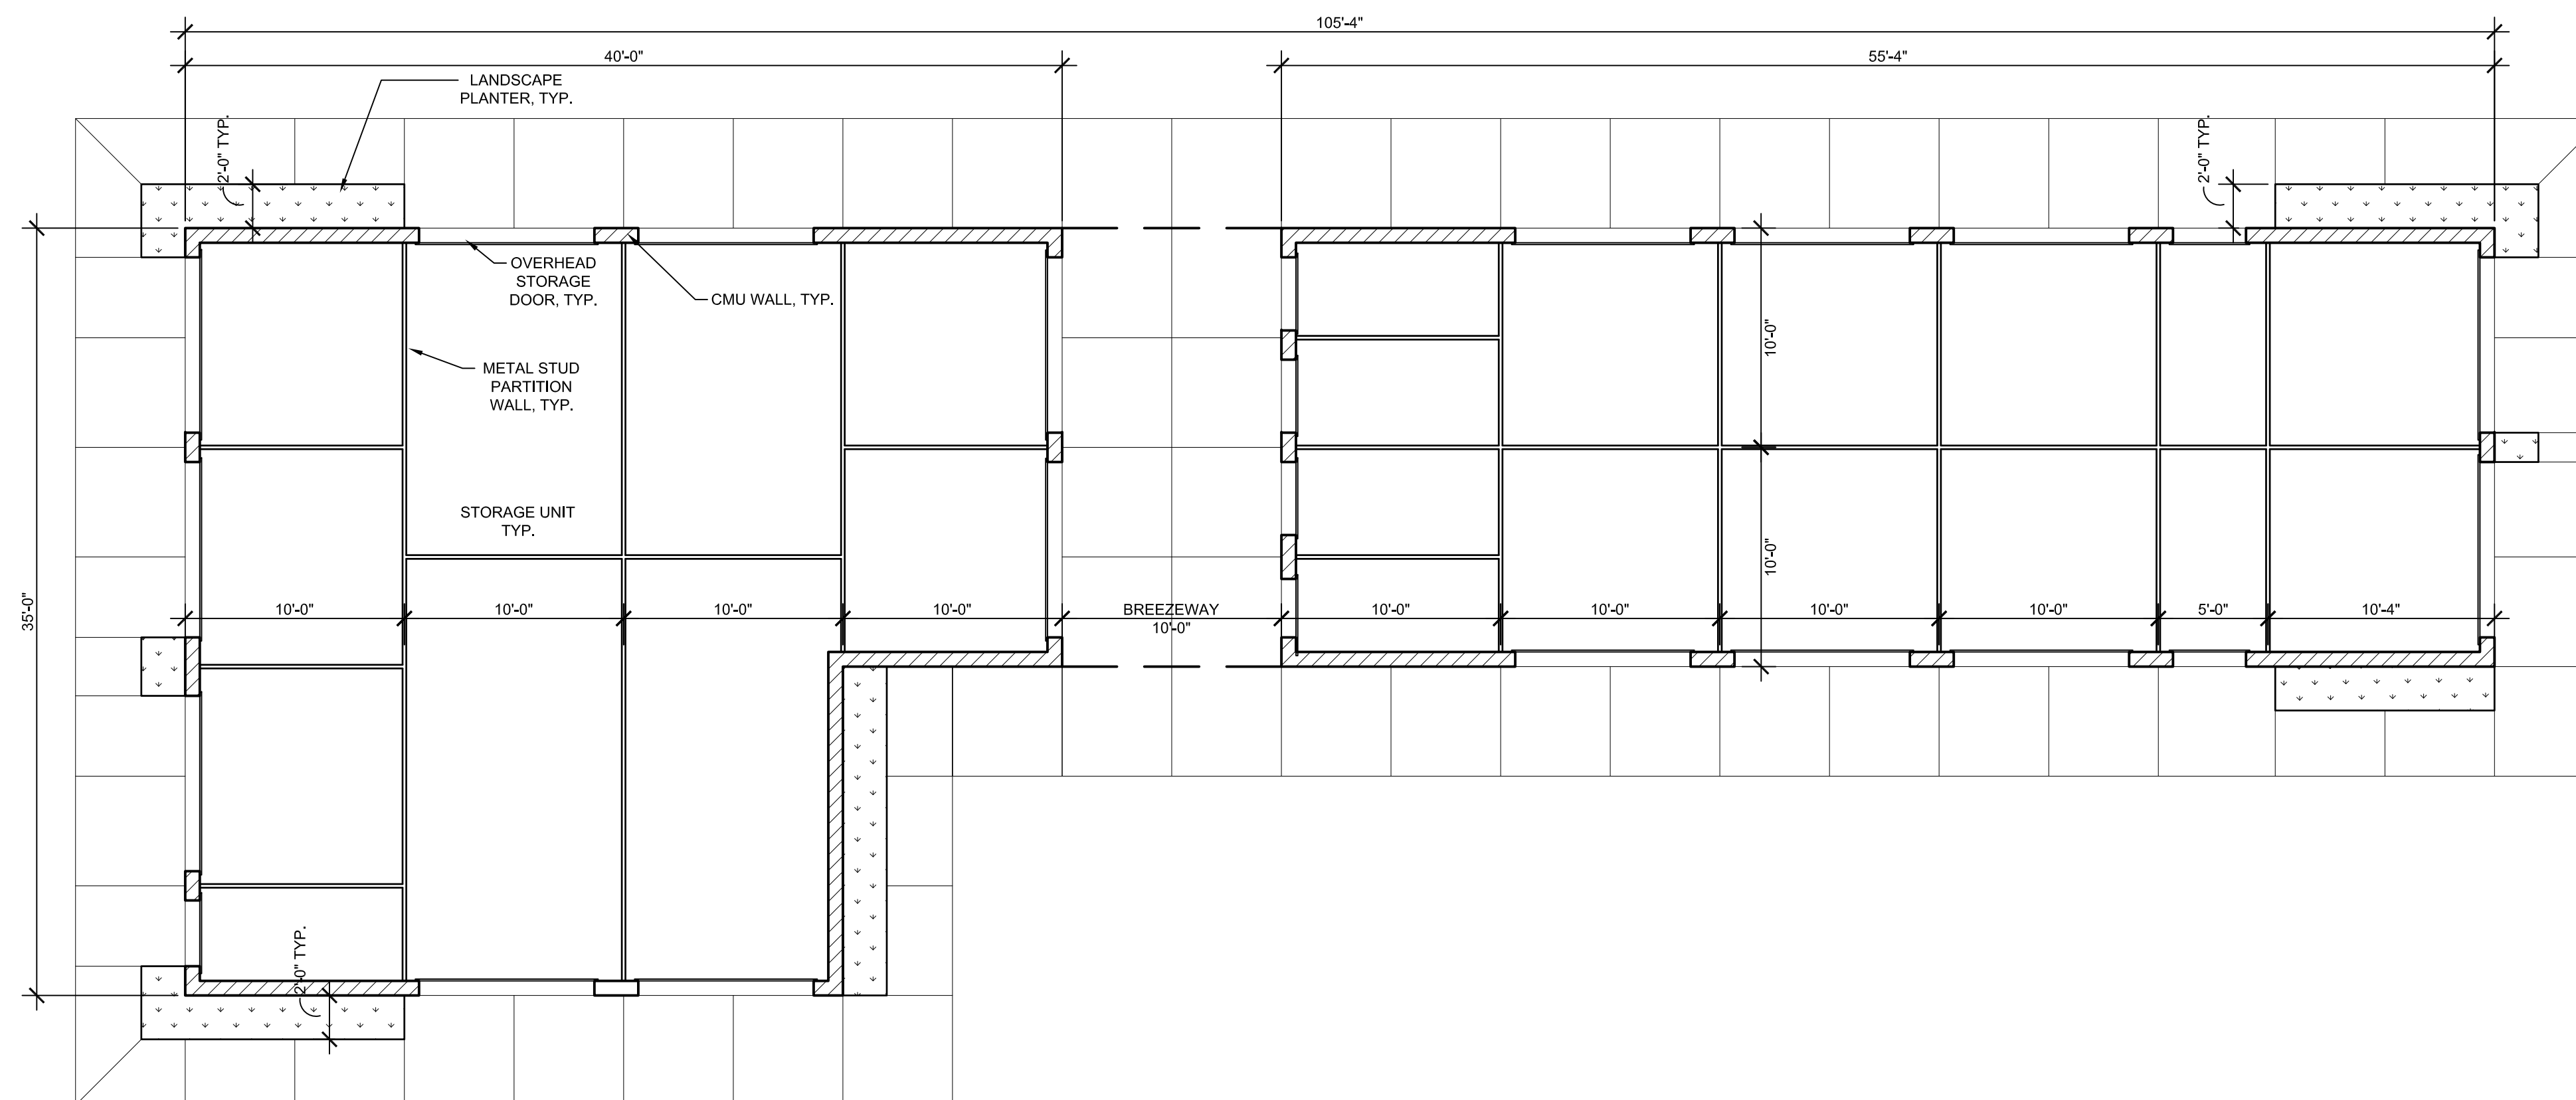 105'-4"
40'-0"
55'-4"
LANDSCAPE
PLANTER, TYP.
2'-0" TYP.
2'-0" TYP.
OVERHEAD
STORAGE
DOOR, TYP.
CMU WALL, TYP.
METAL STUD
PARTITION
WALL, TYP.
10'-0"
STORAGE UNIT
TYP.
10'-0"
35'-0"
10'-0"
10'-0"
10'-0"
10'-0"
BREEZEWAY
10'-0"
10'-0"
10'-0"
10'-0"
10'-0"
5'-0"
10'-4"
2'-0" TYP.